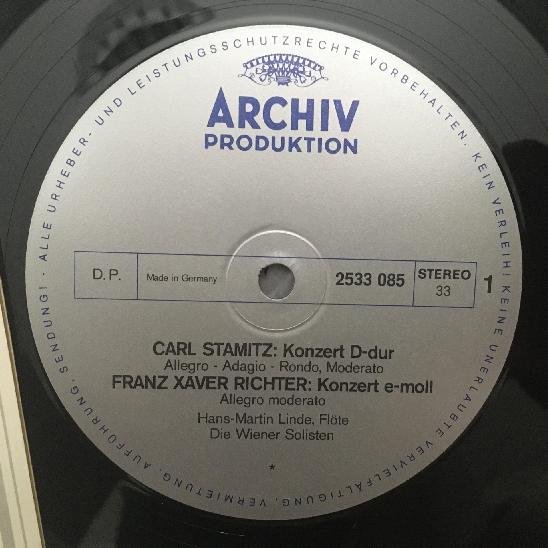 ALLE URHEBER- UND LEISTUNGSSCHUTZRECHTE VORBEHALTEN. KEIN VERLEIH! KEINE UNERLAUBTE VERVIELFÄLTIGUNG, VERMIETUNG, AUFFÜHRUNG, SENDUNG! ·
ARCHIV
PRODUKTION
D.P.
Made in Germany
2533 085
STEREO
33
1
CARL STAMITZ: Konzert D-dur
Allegro - Adagio - Rondo, Moderato
FRANZ XAVER RICHTER: Konzert e-moll
Allegro moderato
Hans-Martin Linde, Flöte
Die Wiener Solisten
*